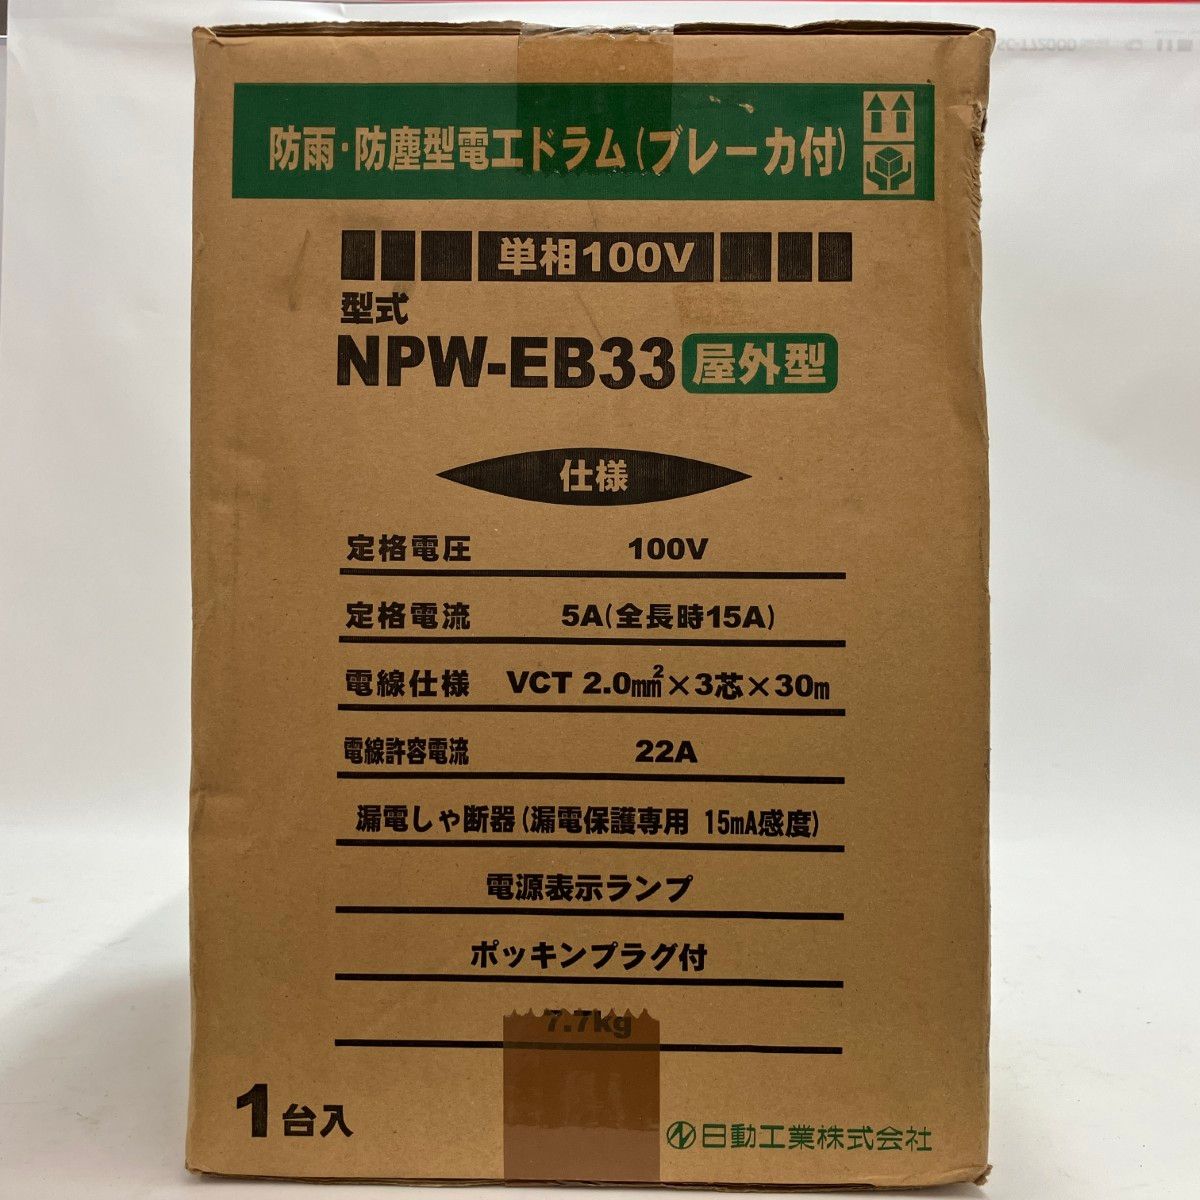 防雨・防塵型電工ドラム(ブレーカ付)
単相100V
型式
NPW-EB33 屋外型
仕様
定格電圧 100V
定格電流 5A(全長時15A)
電線仕様 VCT 2.0mm²×3芯×30m
電線許容電流 22A
漏電しゃ断器(漏電保護専用 15mA感度)
電源表示ランプ
ポッキンプラグ付
7.7kg
1台入
日動工業株式会社